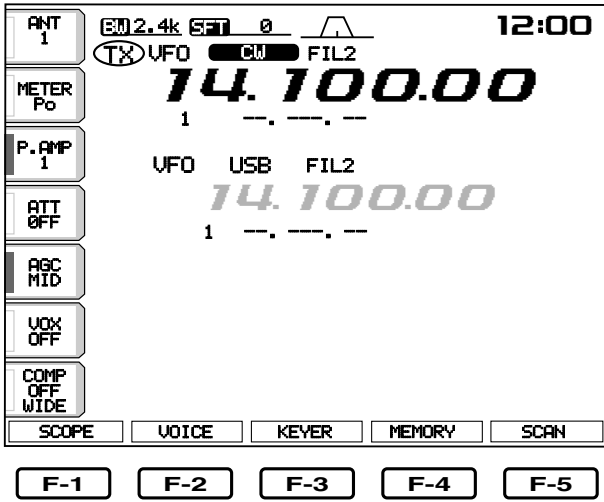 ANT
1
BW 2.4k SFT 0
12:00
TX VFO CW FIL2
14.100.00
1 --.---.--
METER
Po
P.AMP
1
VFO USB FIL2
14.100.00
1 --.---.--
ATT
OFF
AGC
MID
VOX
OFF
COMP
OFF
WIDE
SCOPE VOICE KEYER MEMORY SCAN
F-1 F-2 F-3 F-4 F-5